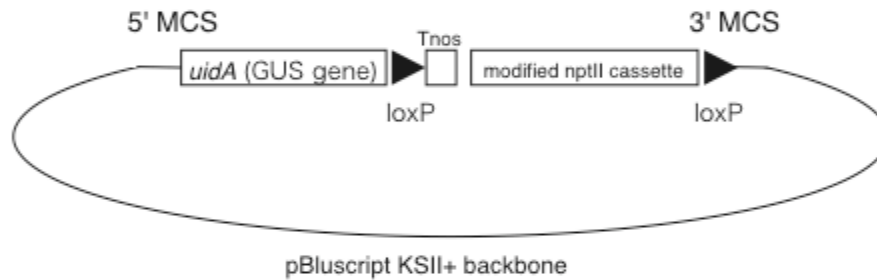 5' MCS
Tnos
3' MCS
uidA (GUS gene)
modified nptII cassette
loxP
loxP
pBluscript KSII+ backbone